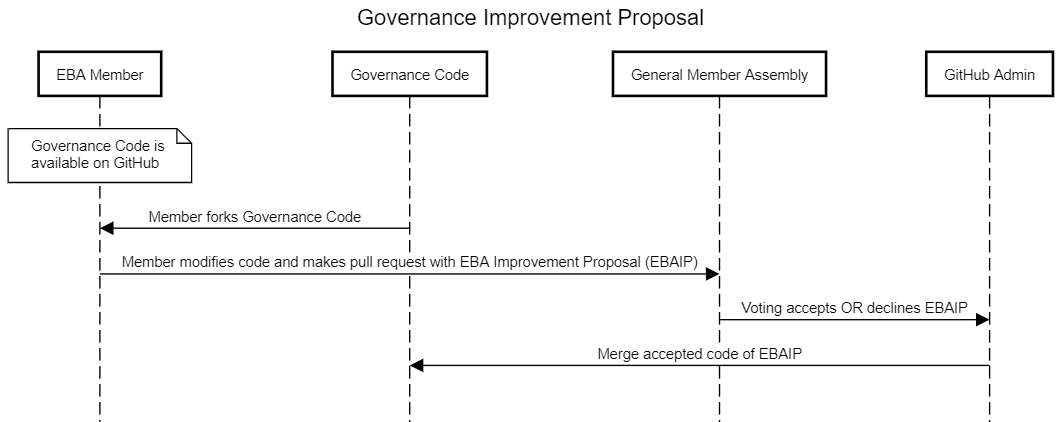 Governance Improvement Proposal
EBA Member
Governance Code
General Member Assembly
GitHub Admin
Governance Code is
available on GitHub
Member forks Governance Code
Member modifies code and makes pull request with EBA Improvement Proposal (EBAIP)
Voting accepts OR declines EBAIP
Merge accepted code of EBAIP